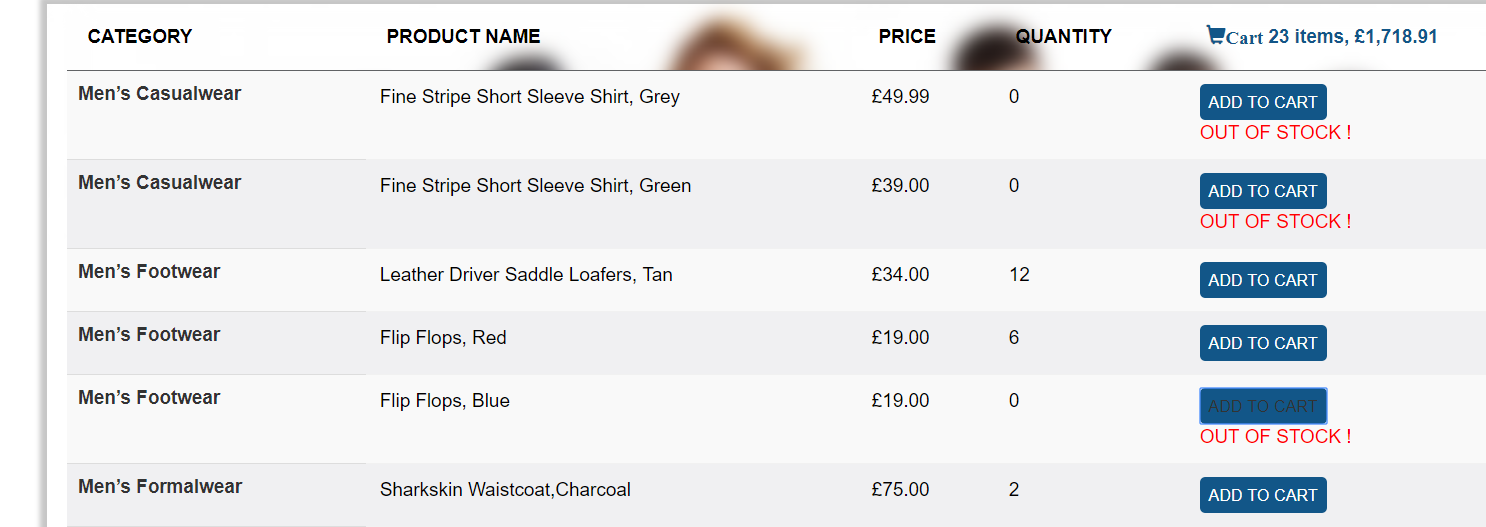 CATEGORY PRODUCT NAME PRICE QUANTITY Cart 23 items, £1,718.91
Men’s Casualwear Fine Stripe Short Sleeve Shirt, Grey £49.99 0 ADD TO CART
OUT OF STOCK !
Men’s Casualwear Fine Stripe Short Sleeve Shirt, Green £39.00 0 ADD TO CART
OUT OF STOCK !
Men’s Footwear Leather Driver Saddle Loafers, Tan £34.00 12 ADD TO CART
Men’s Footwear Flip Flops, Red £19.00 6 ADD TO CART
Men’s Footwear Flip Flops, Blue £19.00 0 ADD TO CART
OUT OF STOCK !
Men’s Formalwear Sharkskin Waistcoat,Charcoal £75.00 2 ADD TO CART